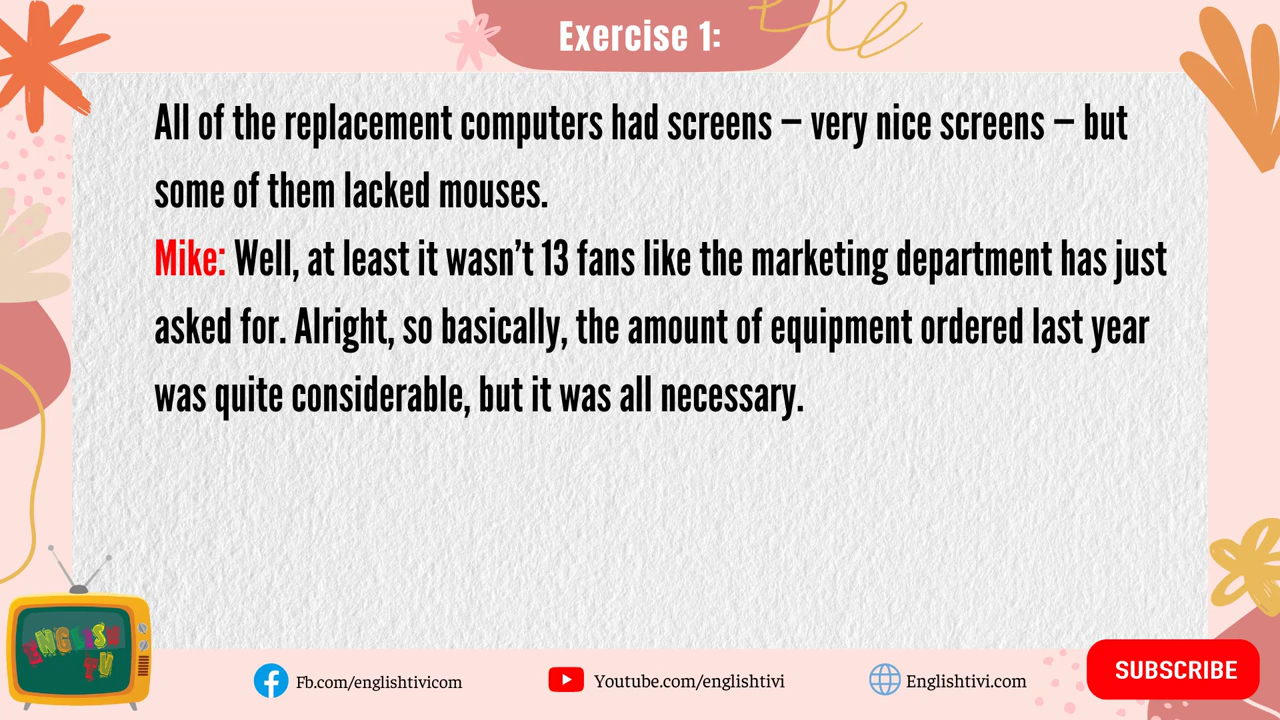 Exercise 1:
All of the replacement computers had screens – very nice screens – but
some of them lacked mouses.
Mike: Well, at least it wasn't 13 fans like the marketing department has just
asked for. Alright, so basically, the amount of equipment ordered last year
was quite considerable, but it was all necessary.
ENGLISH
TV
Fb.com/englishtivicom
Youtube.com/englishtivi
Englishtivi.com
SUBSCRIBE